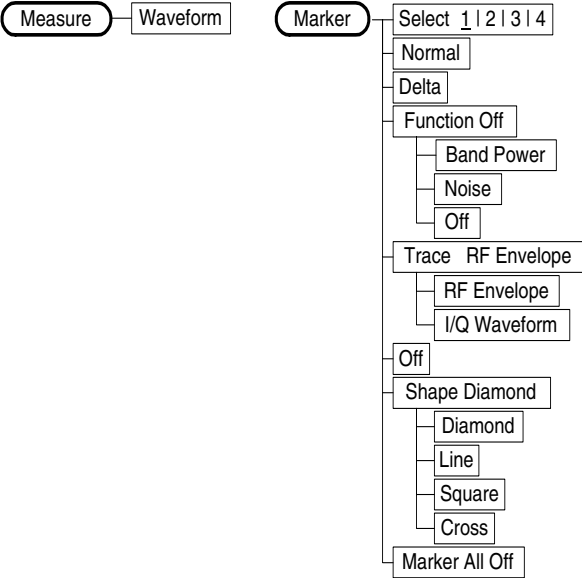 Measure
Waveform
Marker
Select 1 | 2 | 3 | 4
Normal
Delta
Function Off
Band Power
Noise
Off
Trace RF Envelope
RF Envelope
I/Q Waveform
Off
Shape Diamond
Diamond
Line
Square
Cross
Marker All Off